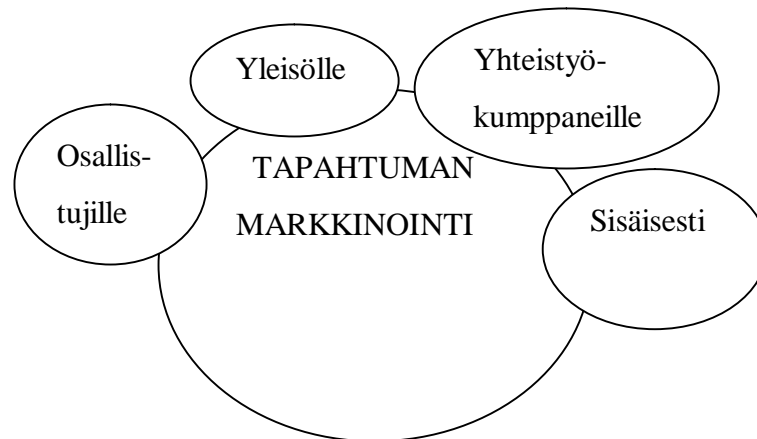 Yleisölle
Yhteistyö-
kumppaneille
Osallis-
tujille
TAPAHTUMAN
MARKKINOINTI
Sisäisesti